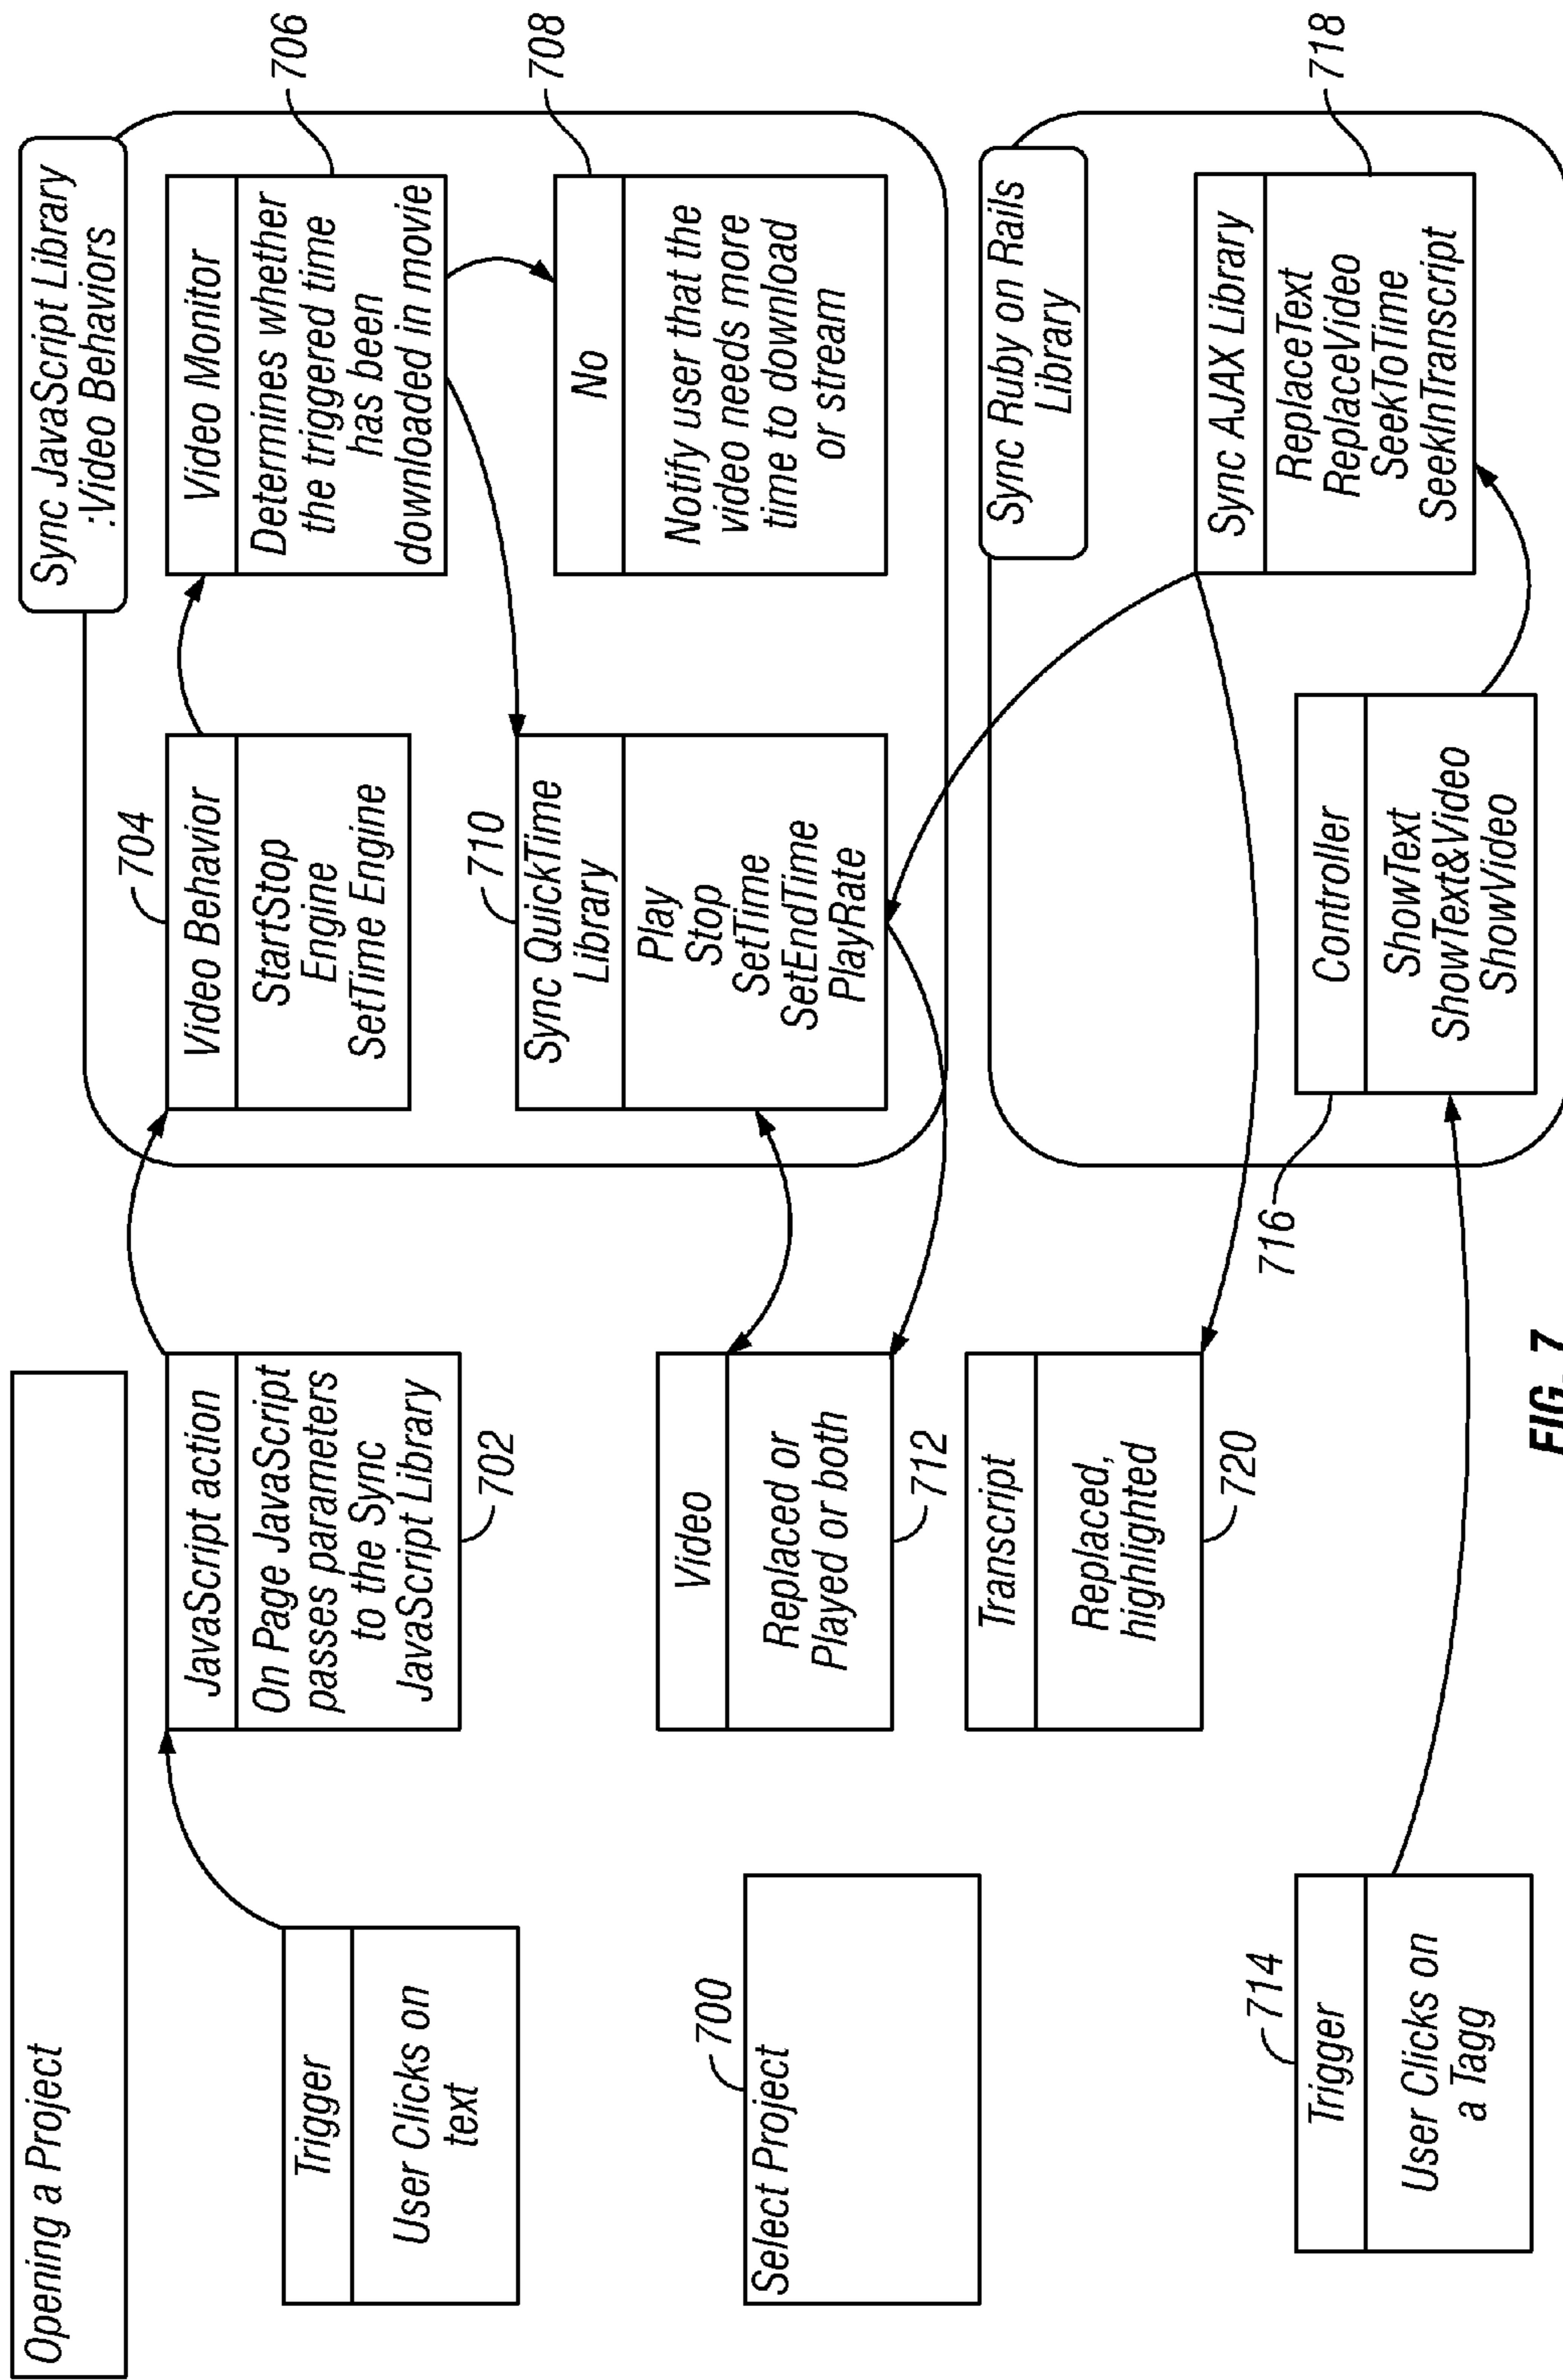 Opening a Project
Trigger
User Clicks on
text
700
Select Project
714
Trigger
User Clicks on
a Tagg
JavaScript action
On Page JavaScript
passes parameters
to the Sync
JavaScript Library
702
Video
Replaced or
Played or both
712
Transcript
Replaced,
highlighted
720
Sync JavaScript Library
:Video Behaviors
704
Video Behavior
StartStop
Engine
SetTime Engine
Video Monitor
Determines whether
the triggered time
has been
downloaded in movie
706
710
Sync QuickTime
Library
Play
Stop
SetTime
SetEndTime
PlayRate
No
Notify user that the
video needs more
time to download
or stream
708
Sync Ruby on Rails
Library
716
Controller
ShowText
ShowText&Video
ShowVideo
Sync AJAX Library
ReplaceText
ReplaceVideo
SeekToTime
SeekInTranscript
718
FIG. 7